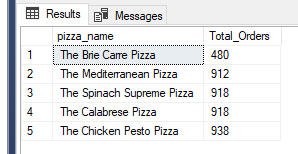 Results Messages
pizza_name Total_Orders
1 The Brie Carre Pizza 480
2 The Mediterranean Pizza 912
3 The Spinach Supreme Pizza 918
4 The Calabrese Pizza 918
5 The Chicken Pesto Pizza 938